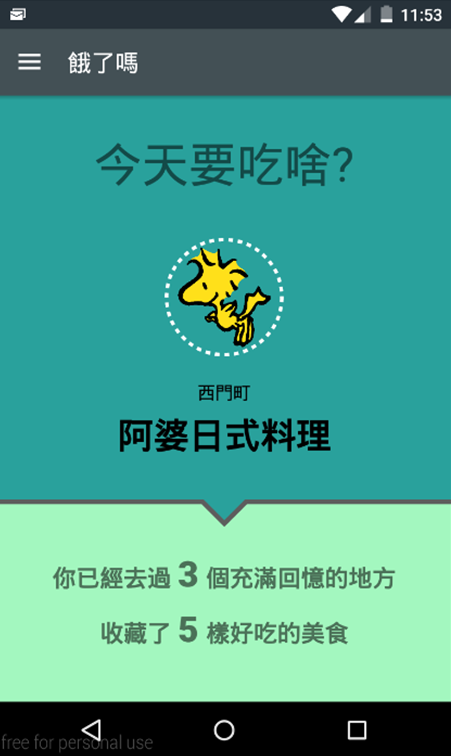 11:53
餓了嗎
今天要吃啥?
西門町
阿婆日式料理
你已經去過 3 個充滿回憶的地方
收藏了 5 樣好吃的美食
free for personal use